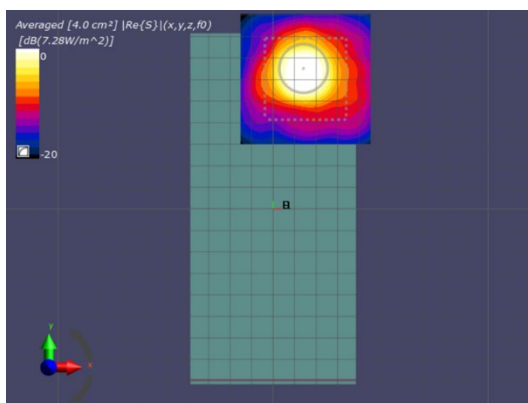 Averaged [4.0 cm²] |Re{S}|(x,y,z,f0)
[dB(7.28W/m^2)]
0
-20
y
x